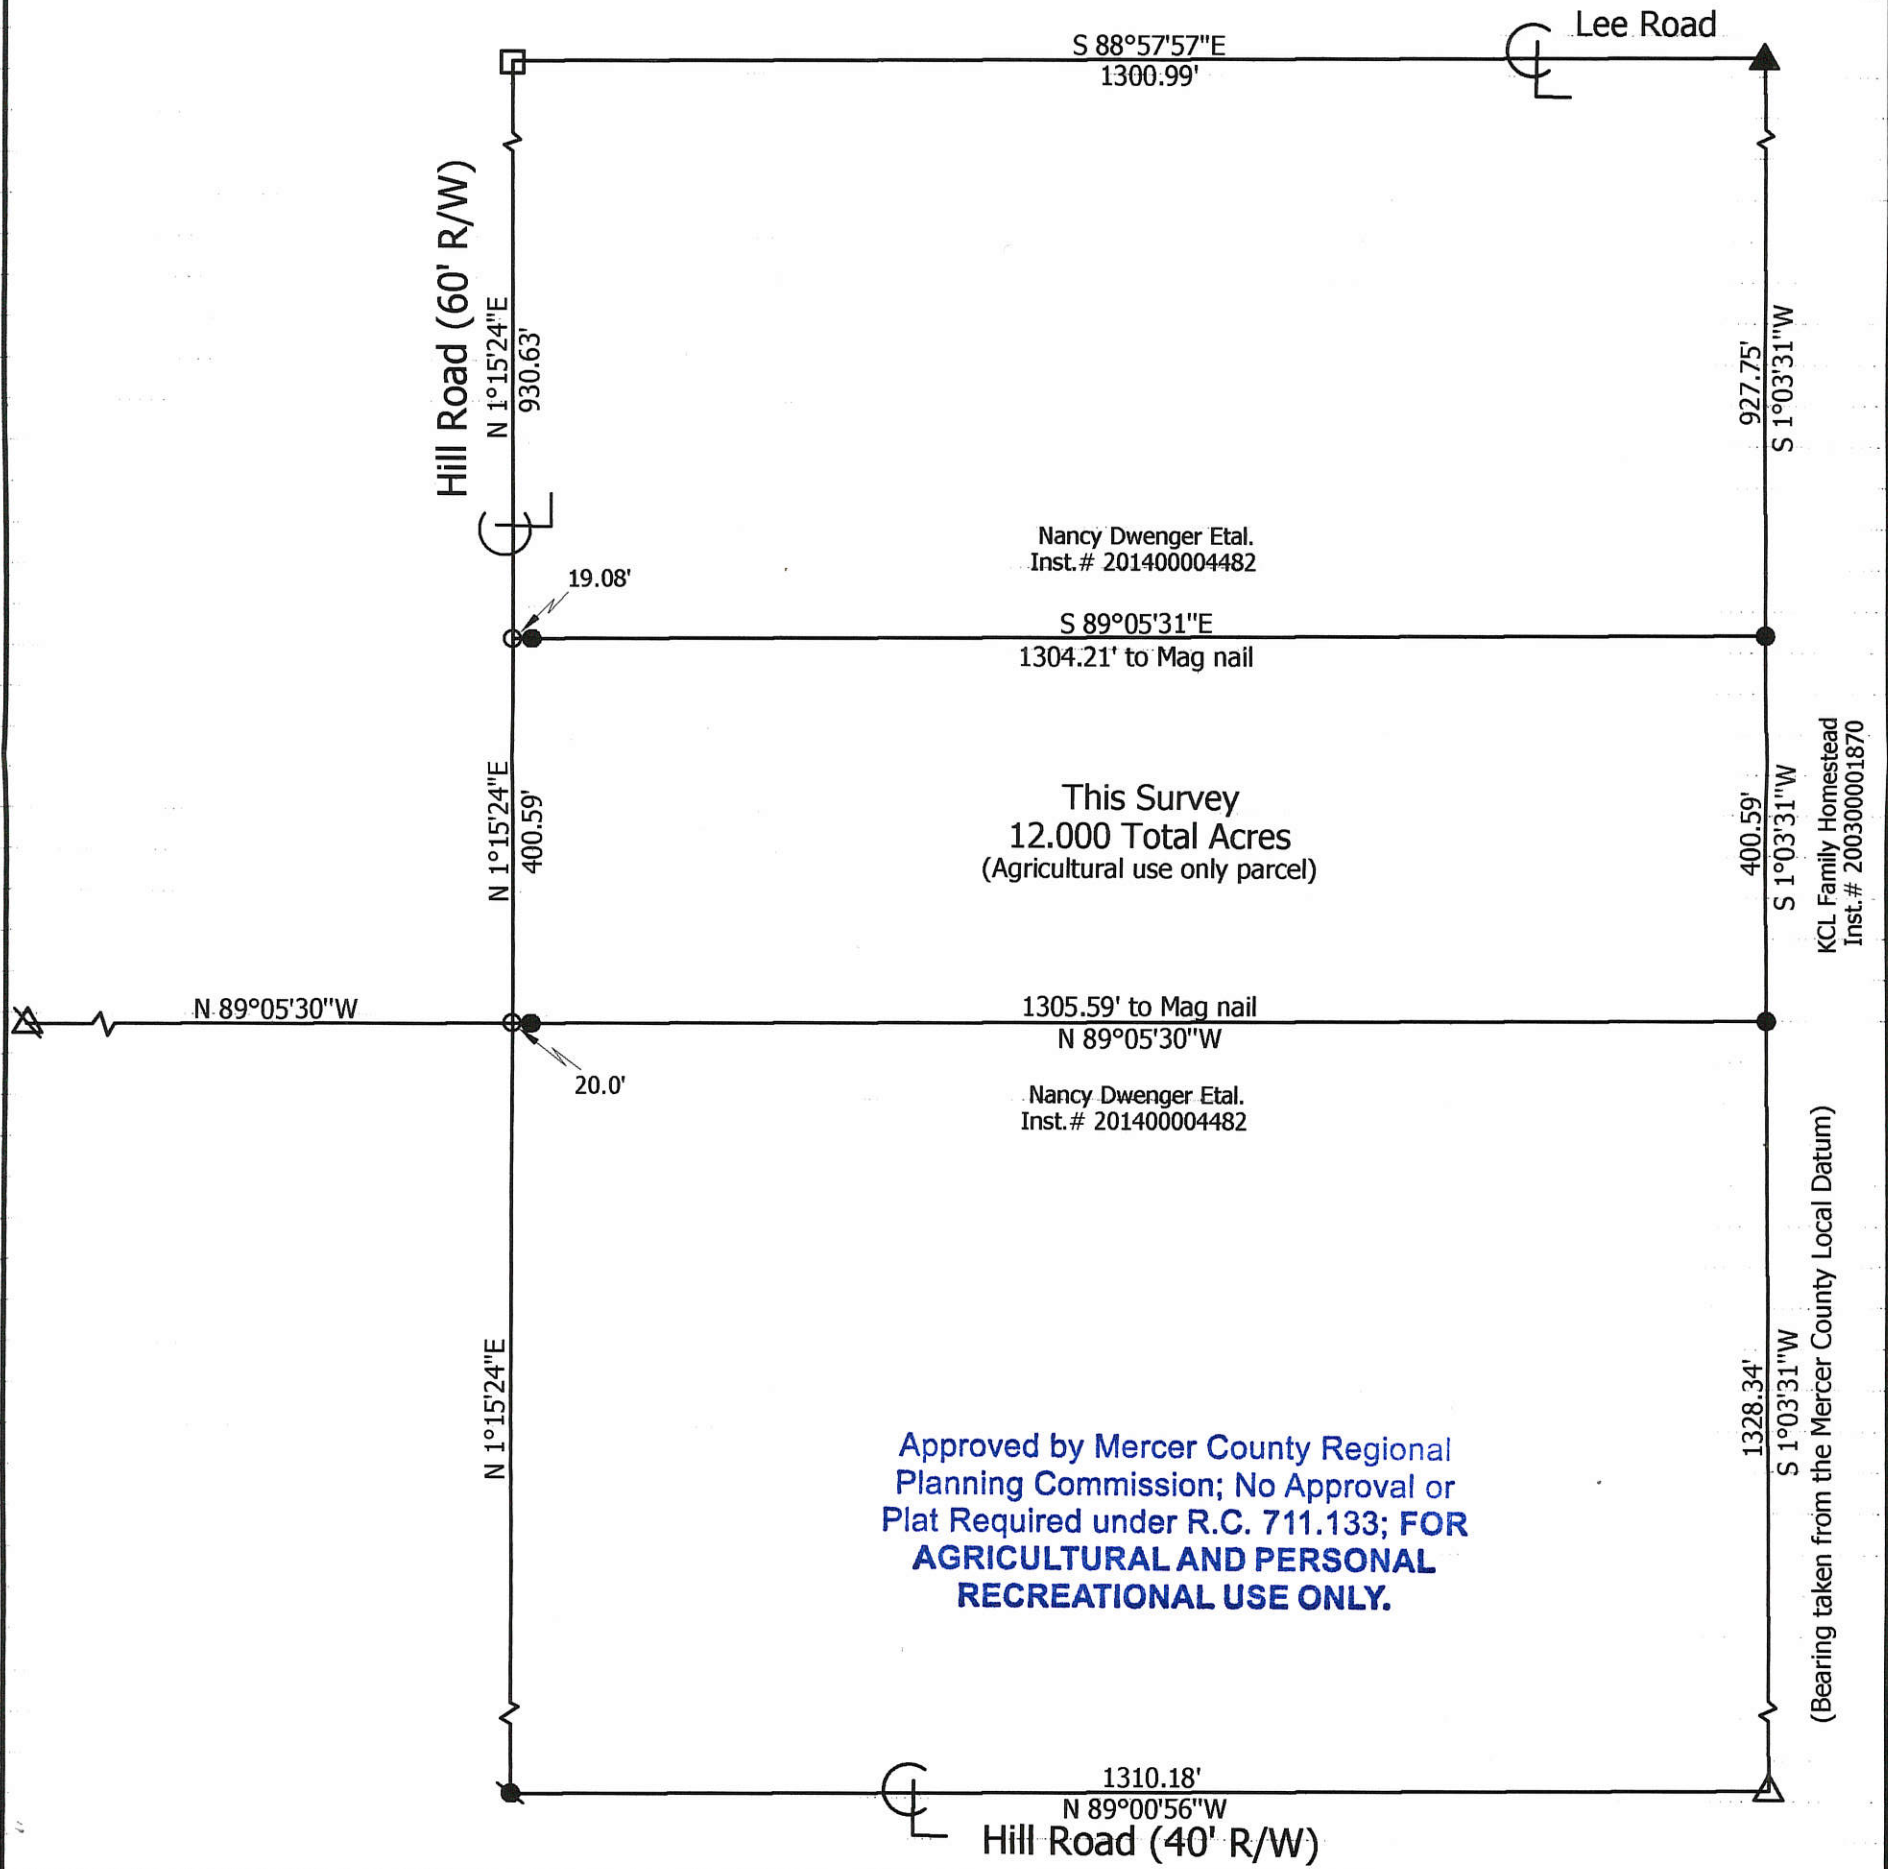 Lee Road
S 88°57'57"E
1300.99'
Hill Road (60' R/W)
N 1°15'24"E
930.63'
927.75'
S 1°03'31"W
Nancy Dwenger Etal.
Inst.# 201400004482
19.08'
S 89°05'31"E
1304.21' to Mag nail
N 1°15'24"E
400.59'
This Survey
12.000 Total Acres
(Agricultural use only parcel)
400.59'
S 1°03'31"W
KCL Family Homestead
Inst.# 200300001870
N 89°05'30"W
1305.59' to Mag nail
N 89°05'30"W
20.0'
Nancy Dwenger Etal.
Inst.# 201400004482
N 1°15'24"E
1328.34'
S 1°03'31"W
(Bearing taken from the Mercer County Local Datum)
Approved by Mercer County Regional
Planning Commission; No Approval or
Plat Required under R.C. 711.133; FOR
AGRICULTURAL AND PERSONAL
RECREATIONAL USE ONLY.
1310.18'
N 89°00'56"W
Hill Road (40' R/W)